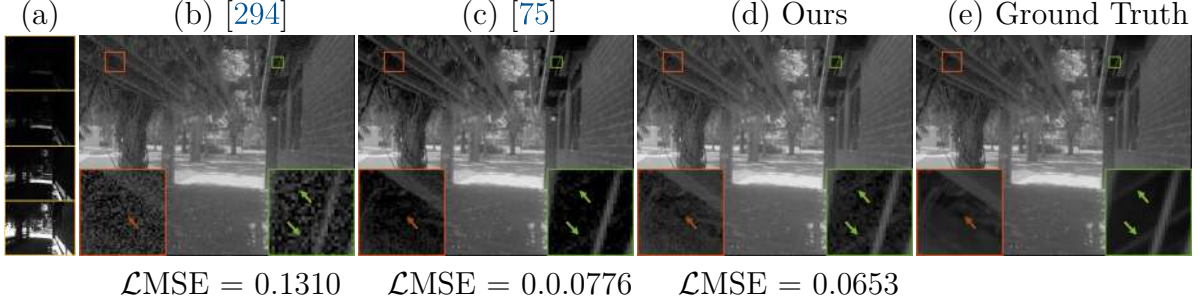 (a) (b) [294] (c) [75] (d) Ours (e) Ground Truth
ℒMSE = 0.1310 ℒMSE = 0.0.0776 ℒMSE = 0.0653